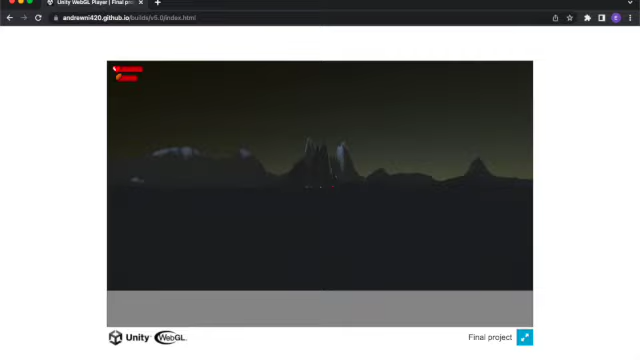 Unity WebGL Player | Final pro
andrewni420.github.io/builds/v5.0/index.html
Unity WebGL
Final project